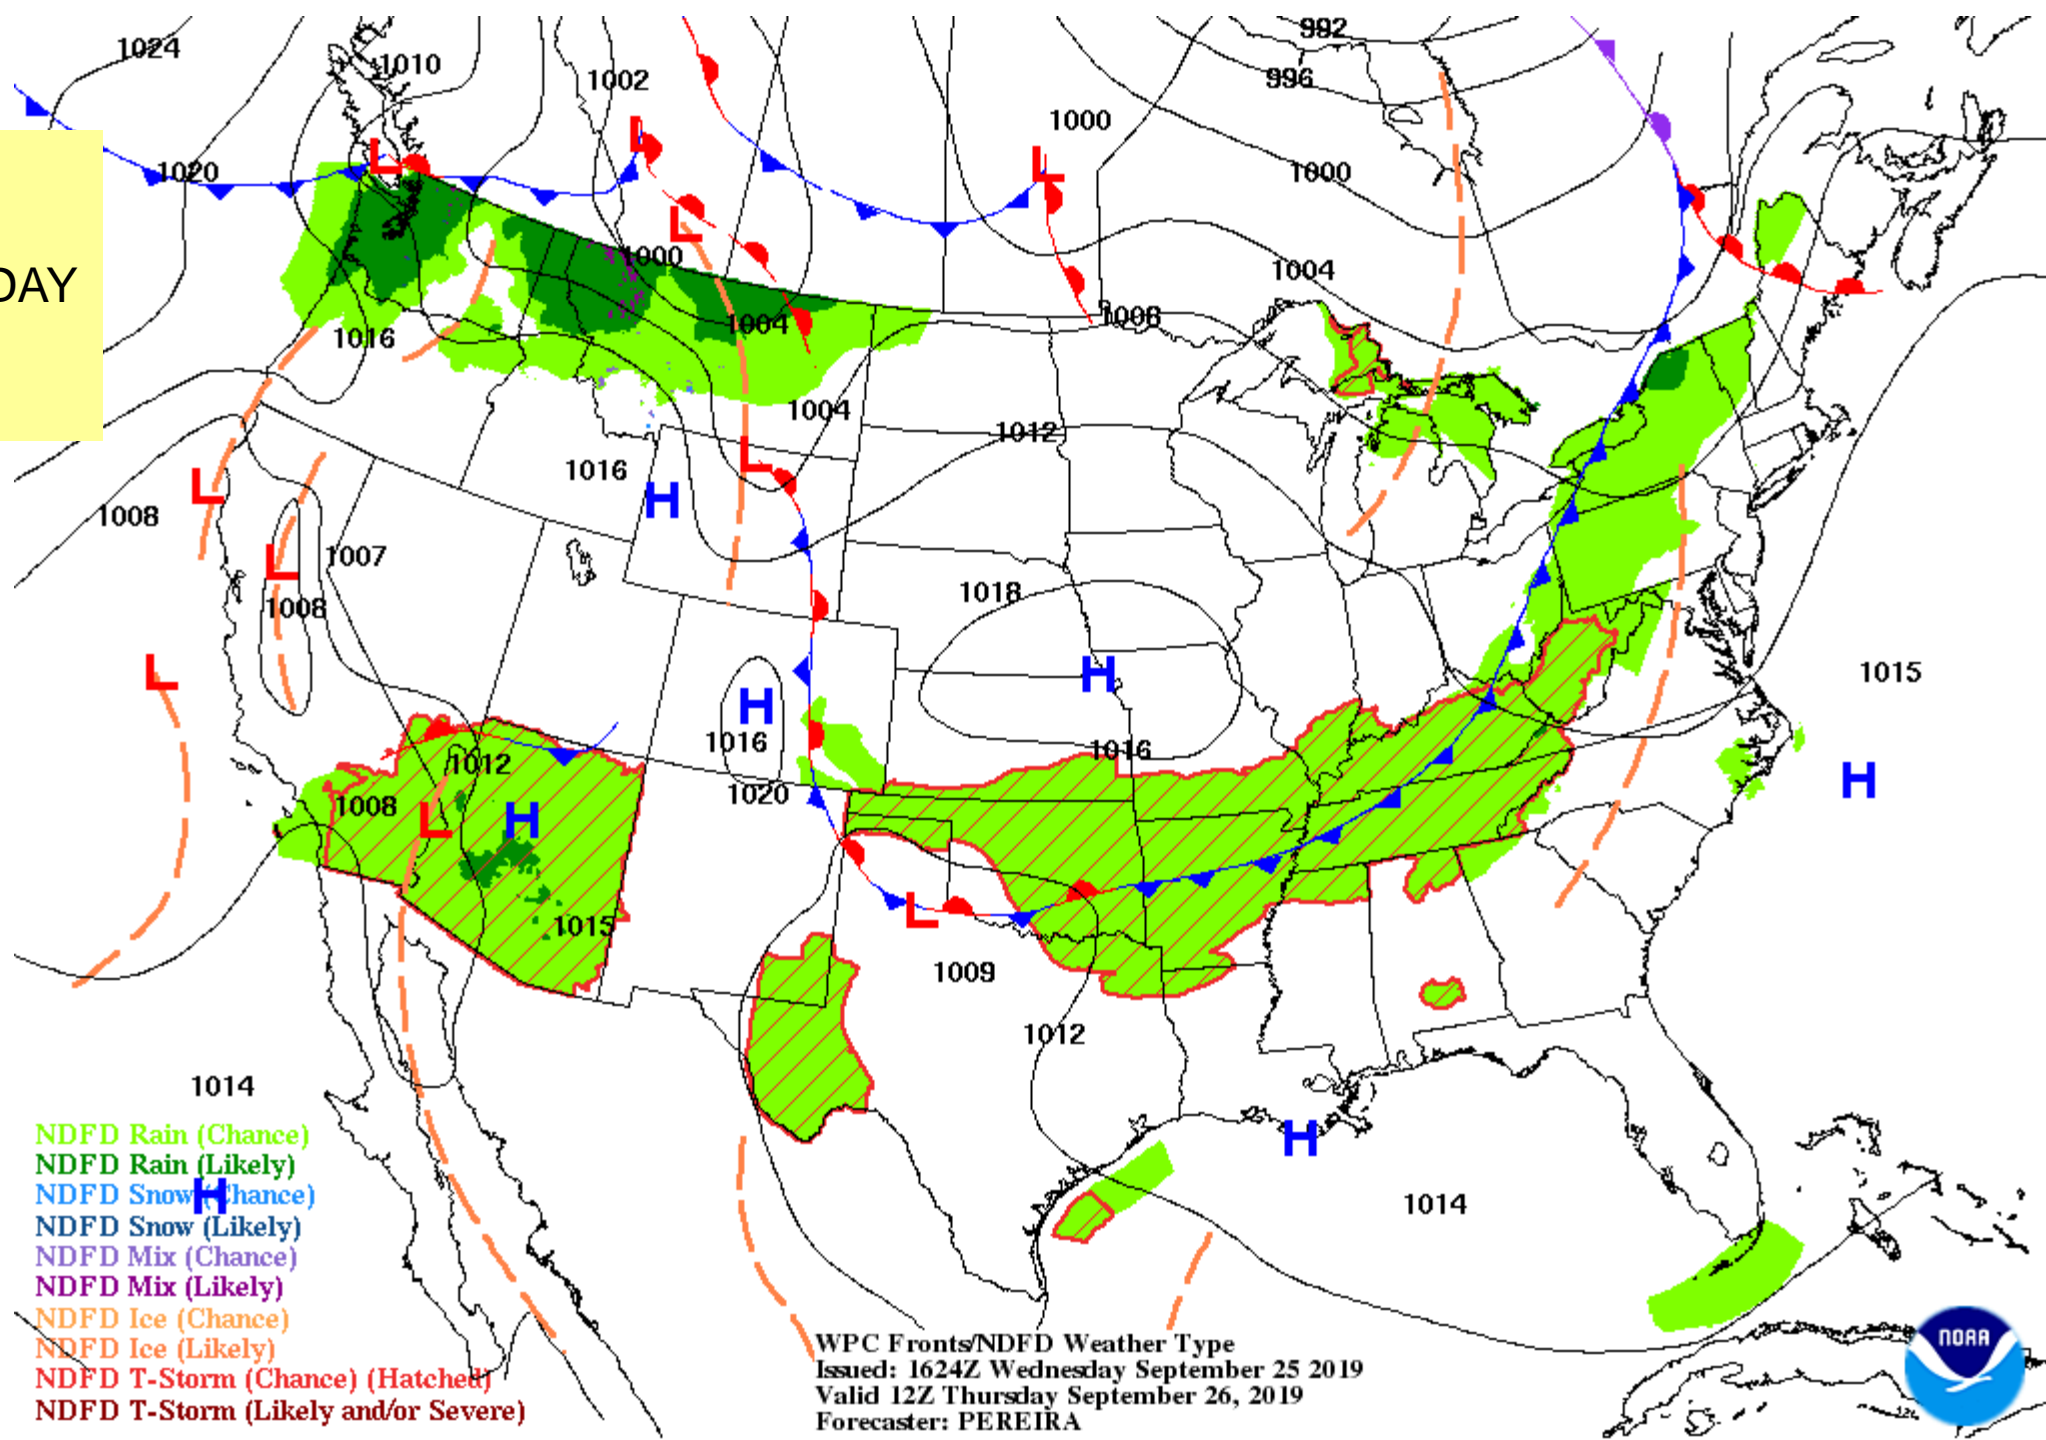 1024
1010
1002
992
996
1000
1020
1000
DAY
1000
1004
1016
1004
1008
1004
1012
1016
H
1008
1007
1018
1008
H
1015
H
1016
1016
1012
1020
H
1008
H
1015
1009
1012
1014
H
1014
NDFD Rain (Chance)
NDFD Rain (Likely)
NDFD Snow (Chance)
H
NDFD Snow (Likely)
NDFD Mix (Chance)
NDFD Mix (Likely)
NDFD Ice (Chance)
NDFD Ice (Likely)
NDFD T-Storm (Chance) (Hatched)
NDFD T-Storm (Likely and/or Severe)
L
L
L
L
L
L
L
L
L
L
WPC Fronts/NDFD Weather Type
Issued: 1624Z Wednesday September 25 2019
Valid 12Z Thursday September 26, 2019
Forecaster: PEREIRA
NOAA